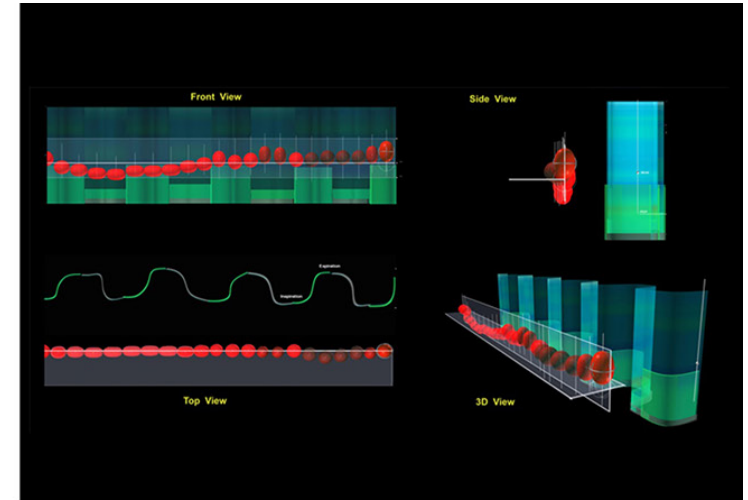 Front View
Side View
Expiration
Inspiration
Top View
3D View